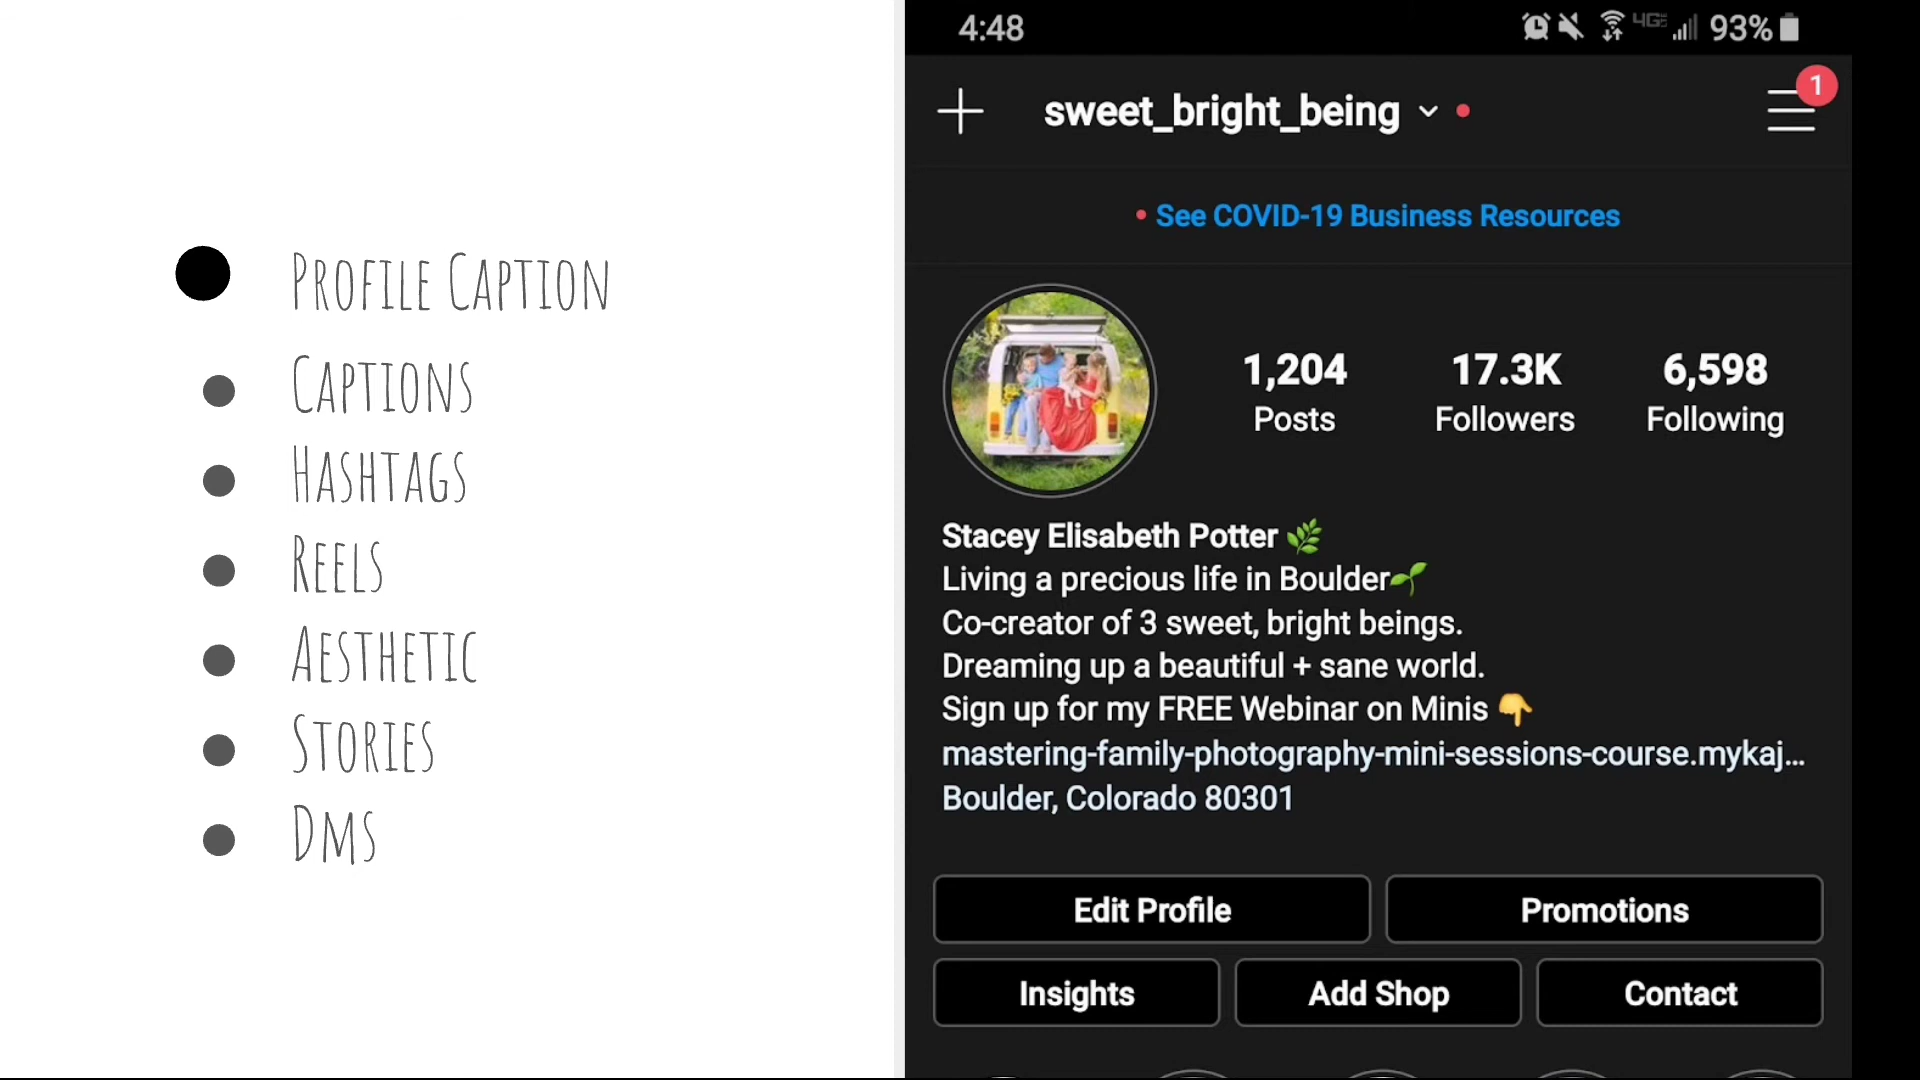 Profile Caption
Captions
Hashtags
Reels
Aesthetic
Stories
Dms
4:48
4GE 93%
sweet_bright_being
1
See COVID-19 Business Resources
1,204 17.3K 6,598
Posts Followers Following
Stacey Elisabeth Potter 🌿
Living a precious life in Boulder🌱
Co-creator of 3 sweet, bright beings.
Dreaming up a beautiful + sane world.
Sign up for my FREE Webinar on Minis 👇
mastering-family-photography-mini-sessions-course.mykaj...
Boulder, Colorado 80301
Edit Profile Promotions
Insights Add Shop Contact